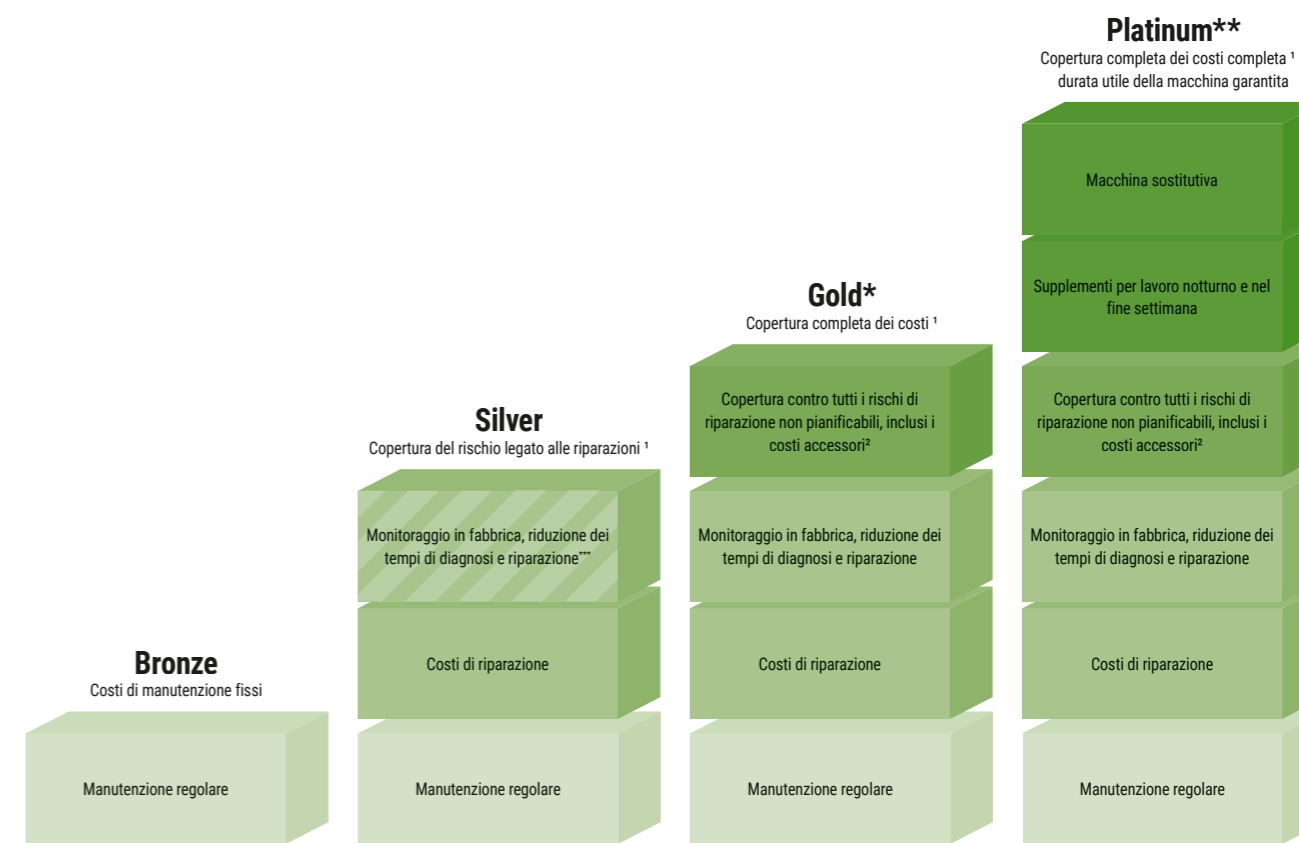 Platinum**
Copertura completa dei costi completa ¹
durata utile della macchina garantita
Macchina sostitutiva
Supplementi per lavoro notturno e nel
fine settimana
Copertura contro tutti i rischi di
riparazione non pianificabili, inclusi i
costi accessori²
Monitoraggio in fabbrica, riduzione dei
tempi di diagnosi e riparazione
Costi di riparazione
Manutenzione regolare
Gold*
Copertura completa dei costi ¹
Copertura contro tutti i rischi di
riparazione non pianificabili, inclusi i
costi accessori²
Monitoraggio in fabbrica, riduzione dei
tempi di diagnosi e riparazione
Costi di riparazione
Manutenzione regolare
Silver
Copertura del rischio legato alle riparazioni ¹
Monitoraggio in fabbrica, riduzione dei
tempi di diagnosi e riparazione***
Costi di riparazione
Manutenzione regolare
Bronze
Costi di manutenzione fissi
Manutenzione regolare